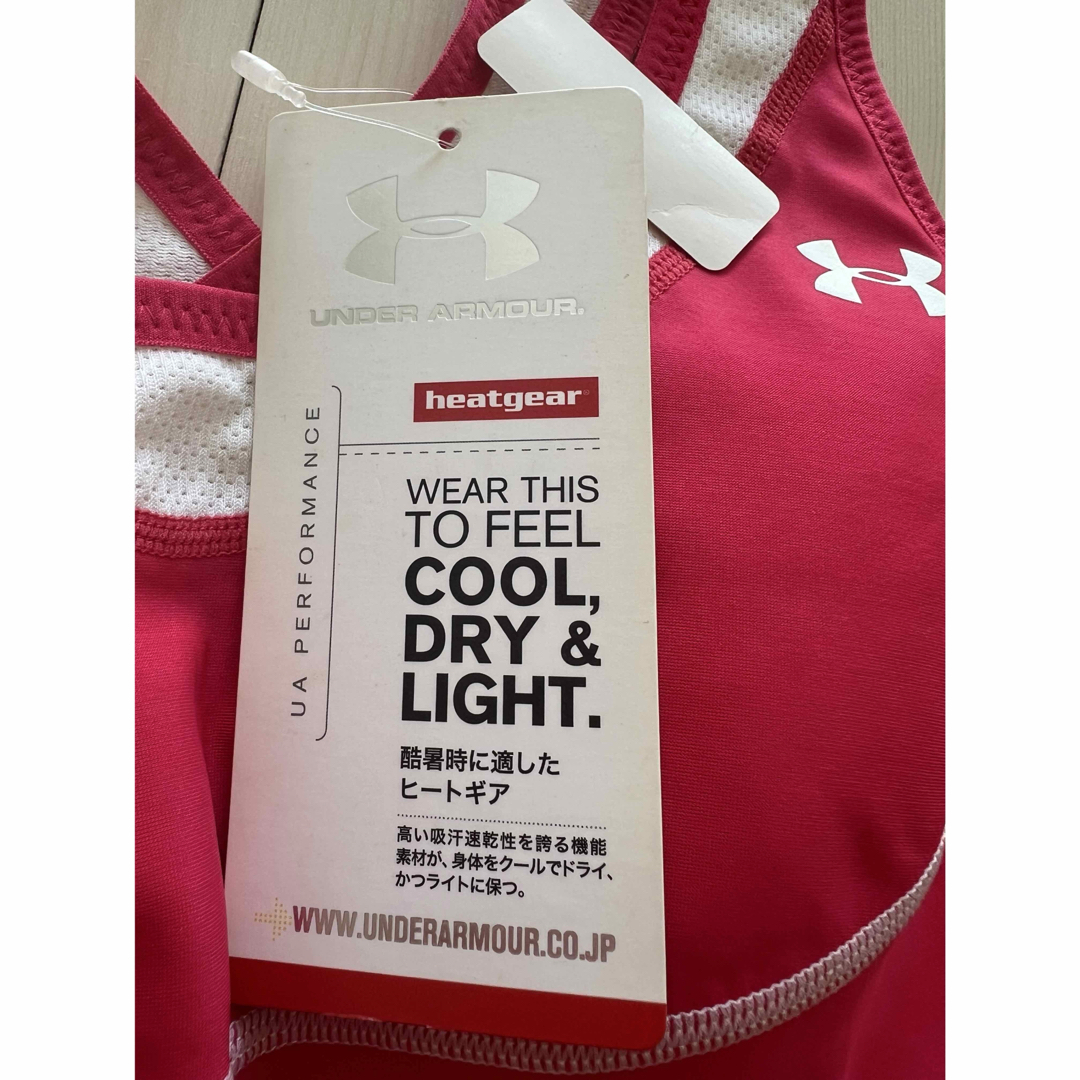 UNDER ARMOUR.
heatgear
UA PERFORMANCE
WEAR THIS
TO FEEL
COOL,
DRY &
LIGHT.
酷暑時に適した
ヒートギア
高い吸汗速乾性を誇る機能
素材が、身体をクールでドライ、
かつライトに保つ。
WWW.UNDERARMOUR.CO.JP